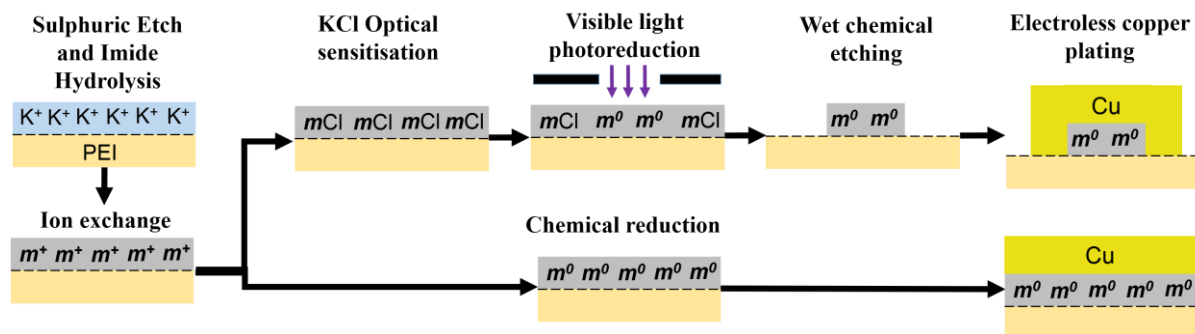 Sulphuric Etch
and Imide
Hydrolysis
K⁺ K⁺ K⁺ K⁺ K⁺ K⁺
PEI
Ion exchange
m⁺ m⁺ m⁺ m⁺ m⁺
KCl Optical
sensitisation
mCl mCl mCl mCl
Visible light
photoreduction
mCl m⁰ m⁰ mCl
Wet chemical
etching
m⁰ m⁰
Electroless copper
plating
Cu
m⁰ m⁰
Chemical reduction
m⁰ m⁰ m⁰ m⁰ m⁰
Cu
m⁰ m⁰ m⁰ m⁰ m⁰